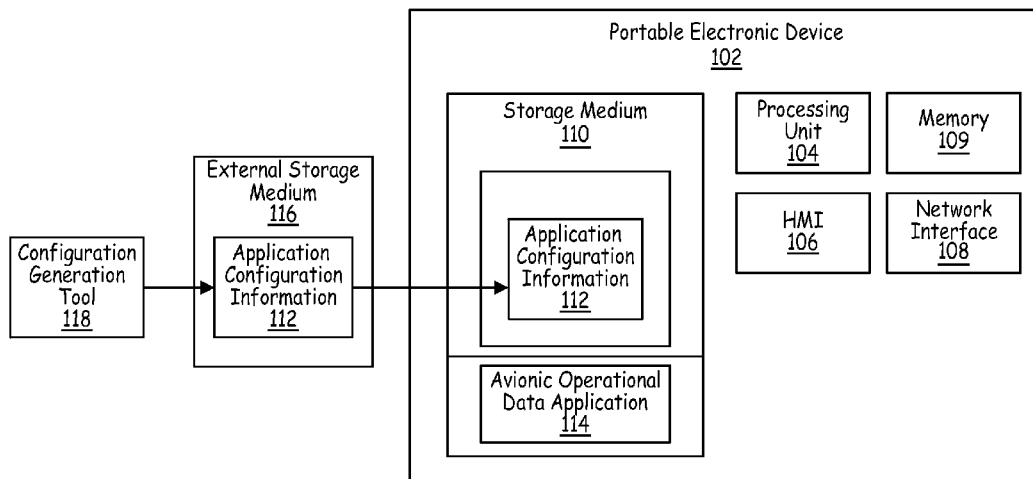 Portable Electronic Device
102
Storage Medium
110
Processing
Unit
104
Memory
109
External Storage
Medium
116
HMI
106
Network
Interface
108
Configuration
Generation
Tool
118
Application
Configuration
Information
112
Application
Configuration
Information
112
Avionic Operational
Data Application
114